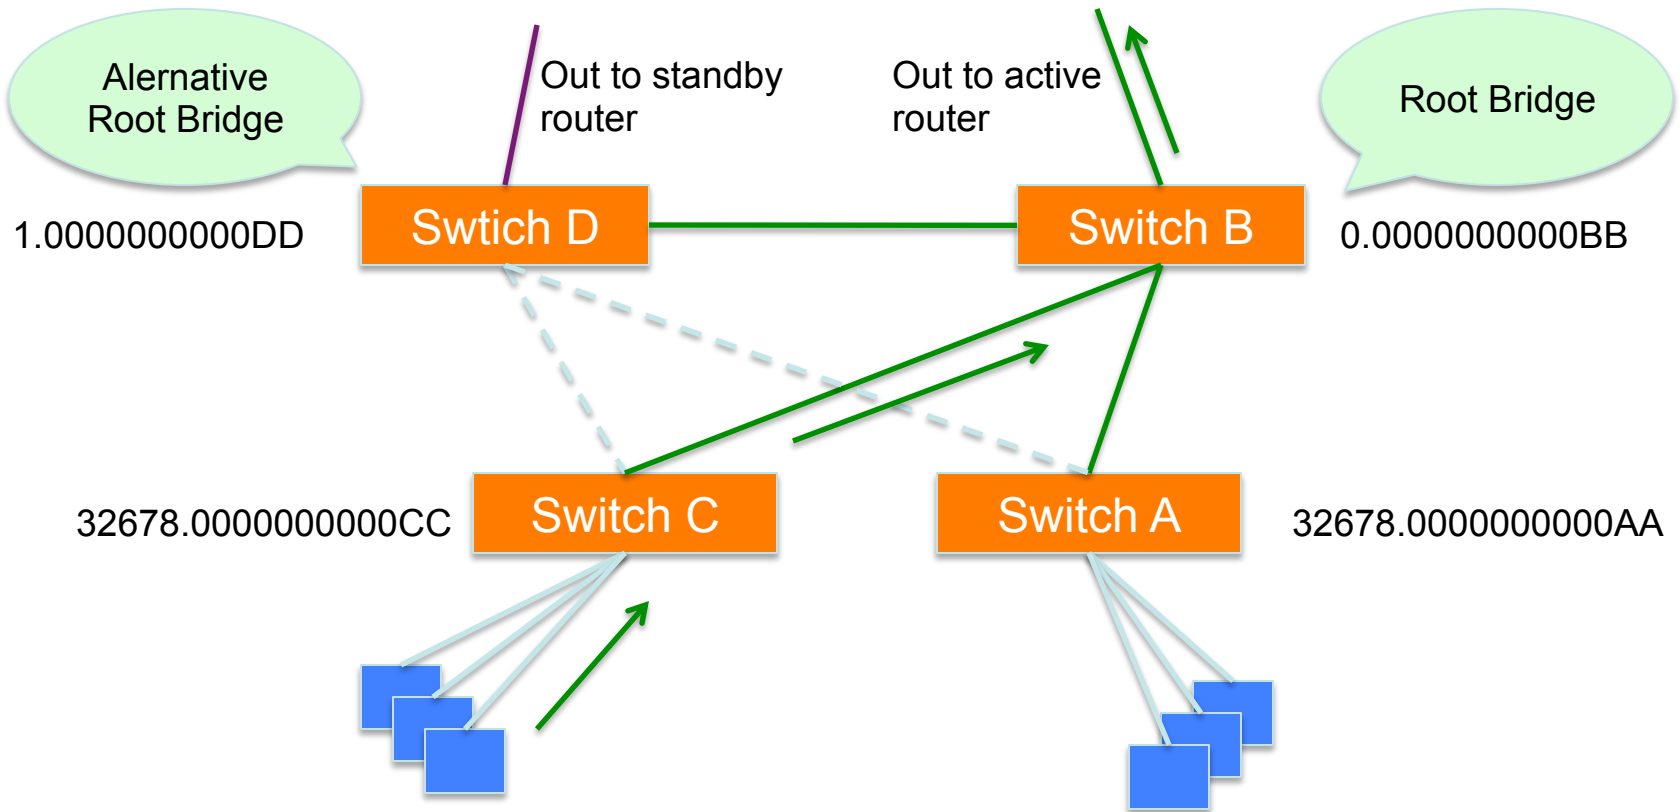 Alernative
Root Bridge
Out to standby
router
Out to active
router
Root Bridge
1.0000000000DD
Swtich D
Switch B
0.0000000000BB
32678.0000000000CC
Switch C
Switch A
32678.0000000000AA